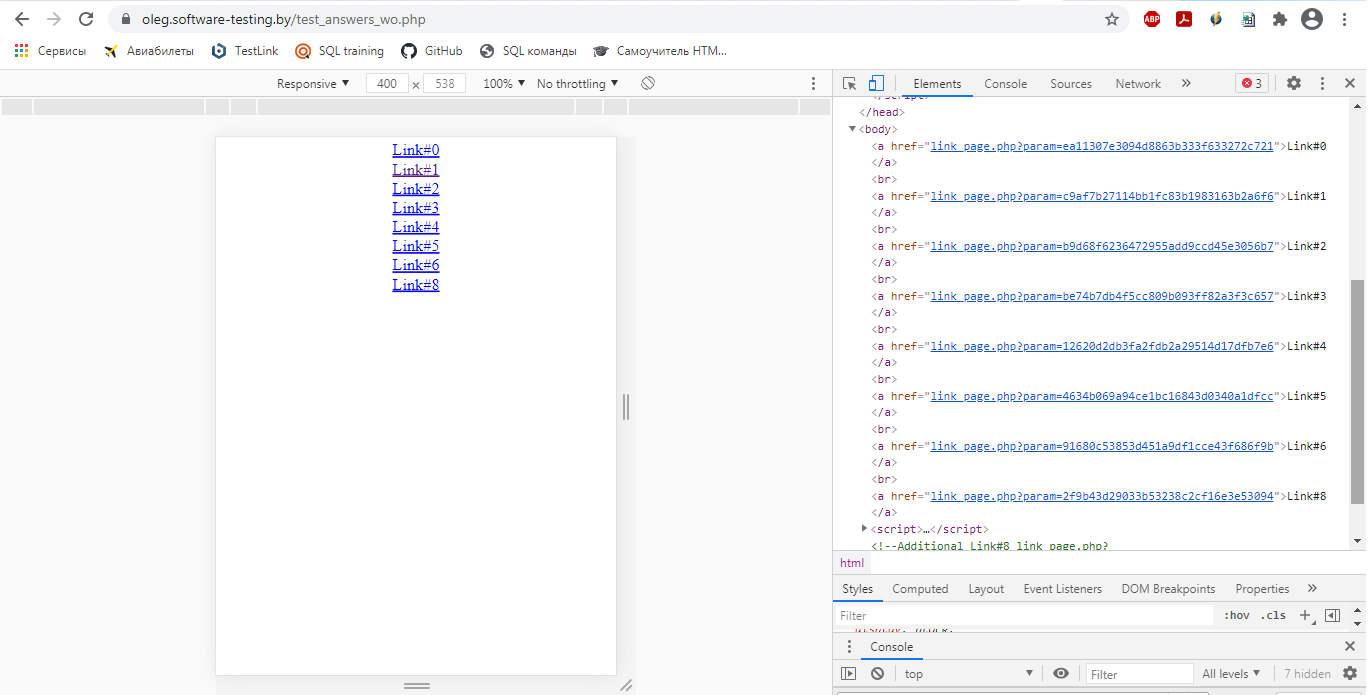 oleg.software-testing.by/test_answers_wo.php
ABP
Сервисы Авиабилеты TestLink SQL training GitHub SQL команды Самоучитель HTM...
Responsive ▼ 400 × 538 100% ▼ No throttling ▼
Link#0
Link#1
Link#2
Link#3
Link#4
Link#5
Link#6
Link#8
Elements Console Sources Network » 3
</script>
</head>
▼<body>
<a href="link_page.php?param=ea11307e3094d8863b333f633272c721">Link#0
</a>
<br>
<a href="link_page.php?param=c9af7b27114bb1fc83b1983163b2a6f6">Link#1
</a>
<br>
<a href="link_page.php?param=b9d68f6236472955add9ccd45e3056b7">Link#2
</a>
<br>
<a href="link_page.php?param=be74b7db4f5cc809b093ff82a3f3c657">Link#3
</a>
<br>
<a href="link_page.php?param=12620d2db3fa2fdb2a29514d17dfb7e6">Link#4
</a>
<br>
<a href="link_page.php?param=4634b069a94ce1bc16843d0340a1dfcc">Link#5
</a>
<br>
<a href="link_page.php?param=91680c53853d451a9df1cce43f686f9b">Link#6
</a>
<br>
<a href="link_page.php?param=2f9b43d29033b53238c2cf16e3e53094">Link#8
</a>
▶<script>…</script>
<!--Additional Link#8 link_page.php?
html
Styles Computed Layout Event Listeners DOM Breakpoints Properties »
Filter :hov .cls +
display: block;
Console
top ▼ Filter All levels ▼ 7 hidden